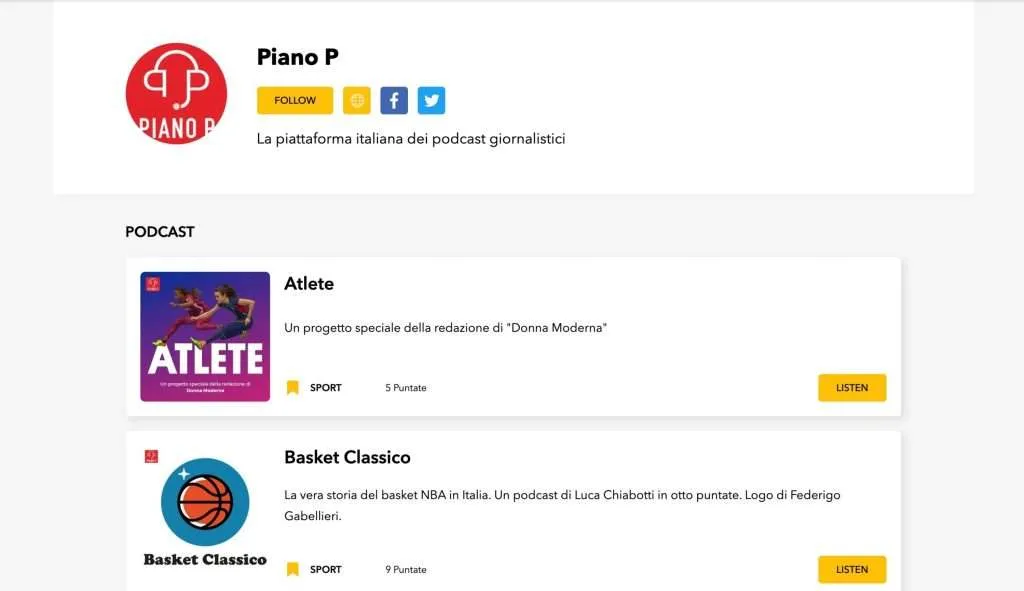 PIANO P
Piano P
FOLLOW
La piattaforma italiana dei podcast giornalistici
PODCAST
ATLETE
Un progetto speciale della redazione di
Donna Moderna
Atlete
Un progetto speciale della redazione di "Donna Moderna"
SPORT
5 Puntate
LISTEN
Basket Classico
Basket Classico
La vera storia del basket NBA in Italia. Un podcast di Luca Chiabotti in otto puntate. Logo di Federigo
Gabellieri.
SPORT
9 Puntate
LISTEN